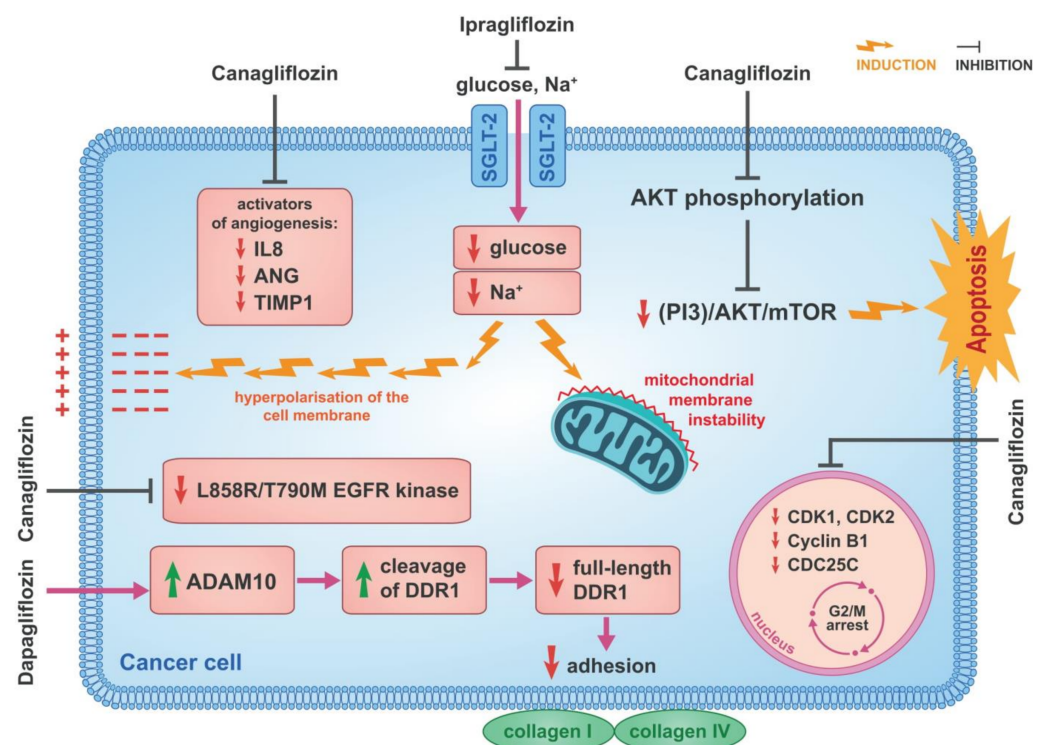 Ipragliflozin
INDUCTION
INHIBITION
Canagliflozin
glucose, Na⁺
Canagliflozin
SGLT-2
SGLT-2
activators
of angiogenesis:
IL8
ANG
TIMP1
glucose
Na⁺
AKT phosphorylation
(PI3)/AKT/mTOR
Apoptosis
+
+
+
+
+
− − −
− − −
− − −
− − −
− − −
hyperpolarisation of the
cell membrane
mitochondrial
membrane
instability
Canagliflozin
L858R/T790M EGFR kinase
Canagliflozin
CDK1, CDK2
Cyclin B1
CDC25C
G2/M
arrest
nucleus
Dapagliflozin
ADAM10
cleavage
of DDR1
full-length
DDR1
adhesion
Cancer cell
collagen I
collagen IV